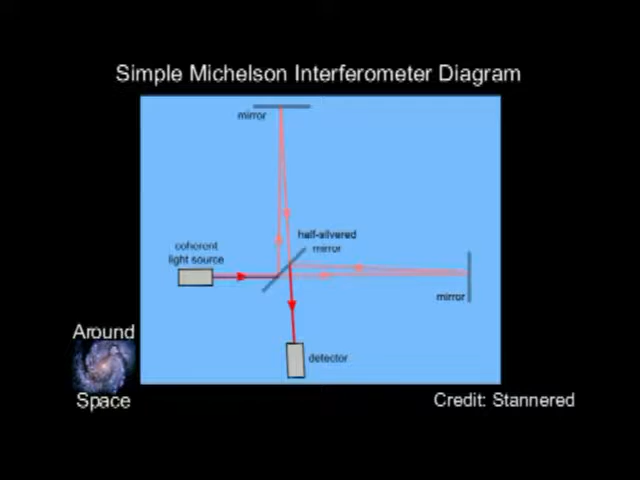 Simple Michelson Interferometer Diagram
mirror
half-silvered
mirror
coherent
light source
mirror
detector
Around
Space
Credit: Stannered